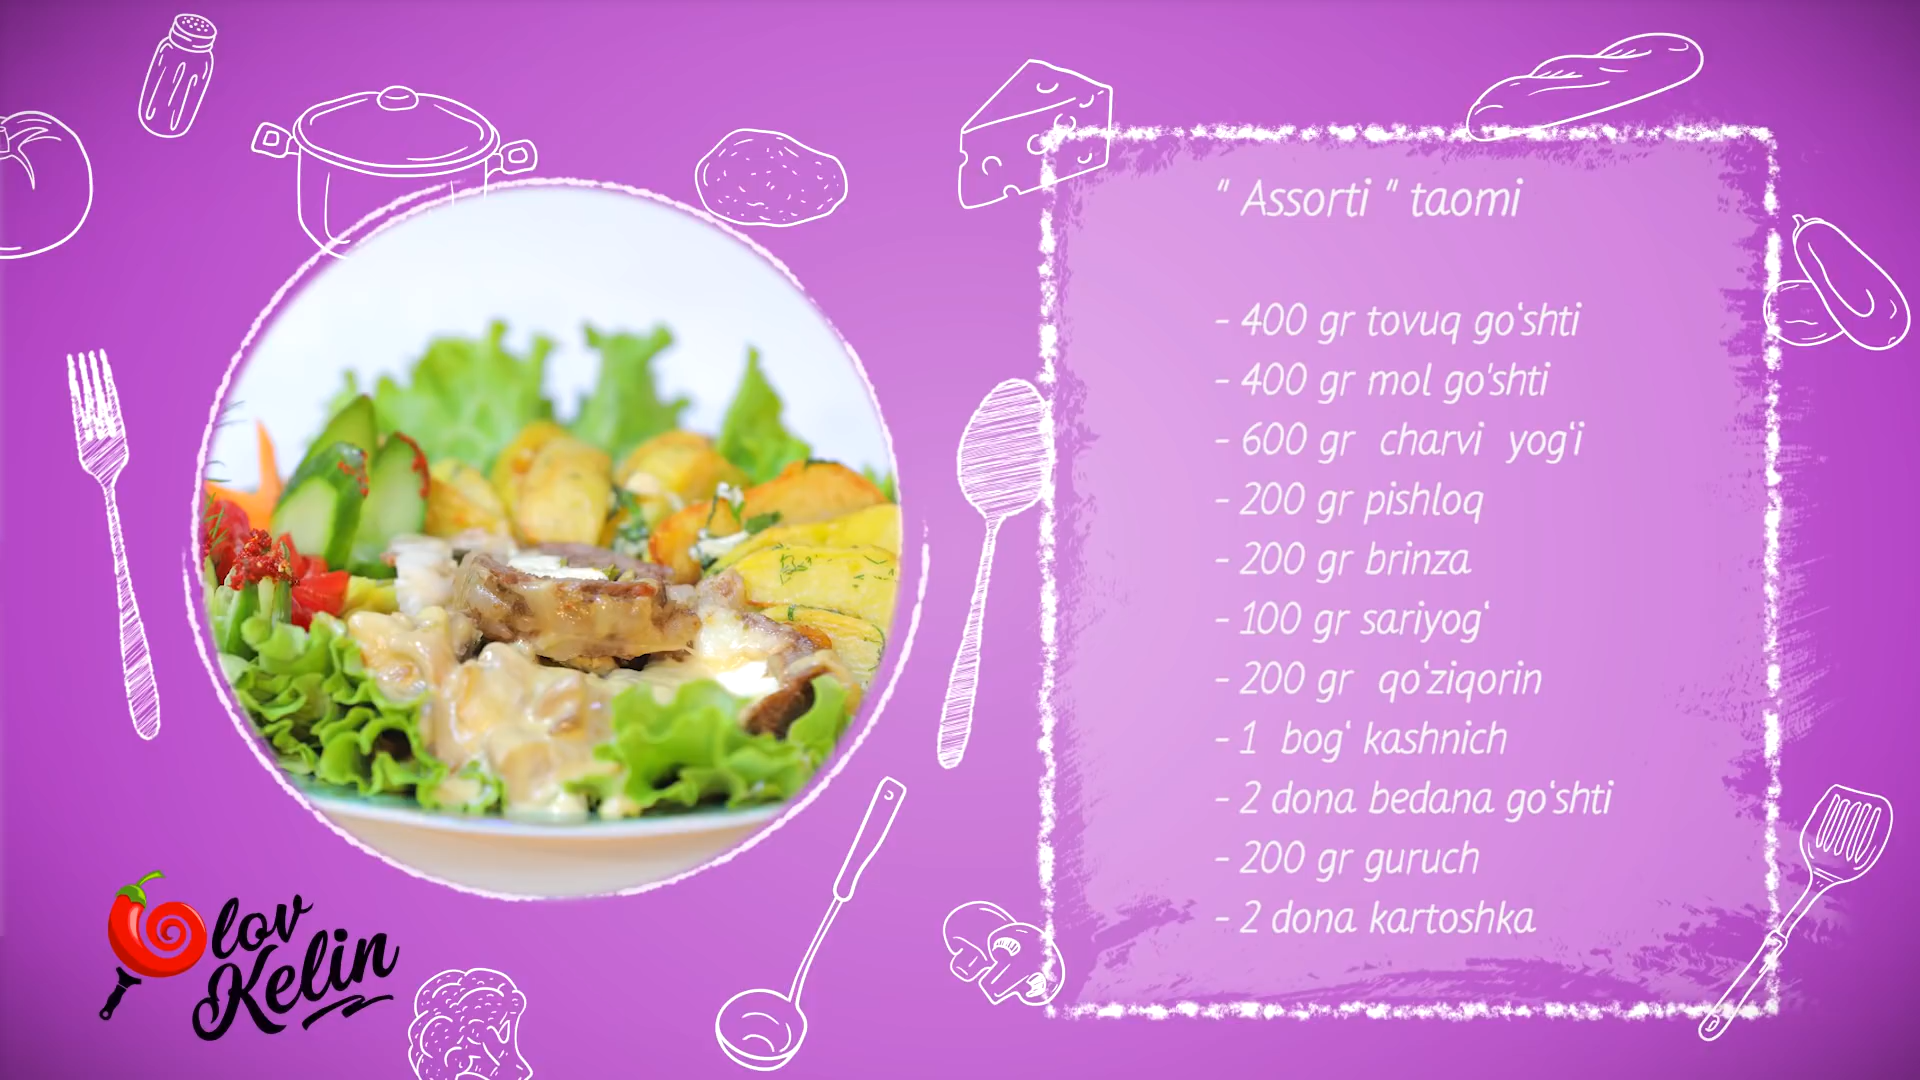 " Assorti " taomi
- 400 gr tovuq go‘shti
- 400 gr mol go'shti
- 600 gr charvi yog‘i
- 200 gr pishloq
- 200 gr brinza
- 100 gr sariyog‘
- 200 gr qo‘ziqorin
- 1 bog‘ kashnich
- 2 dona bedana go‘shti
- 200 gr guruch
- 2 dona kartoshka
Olov
Kelin